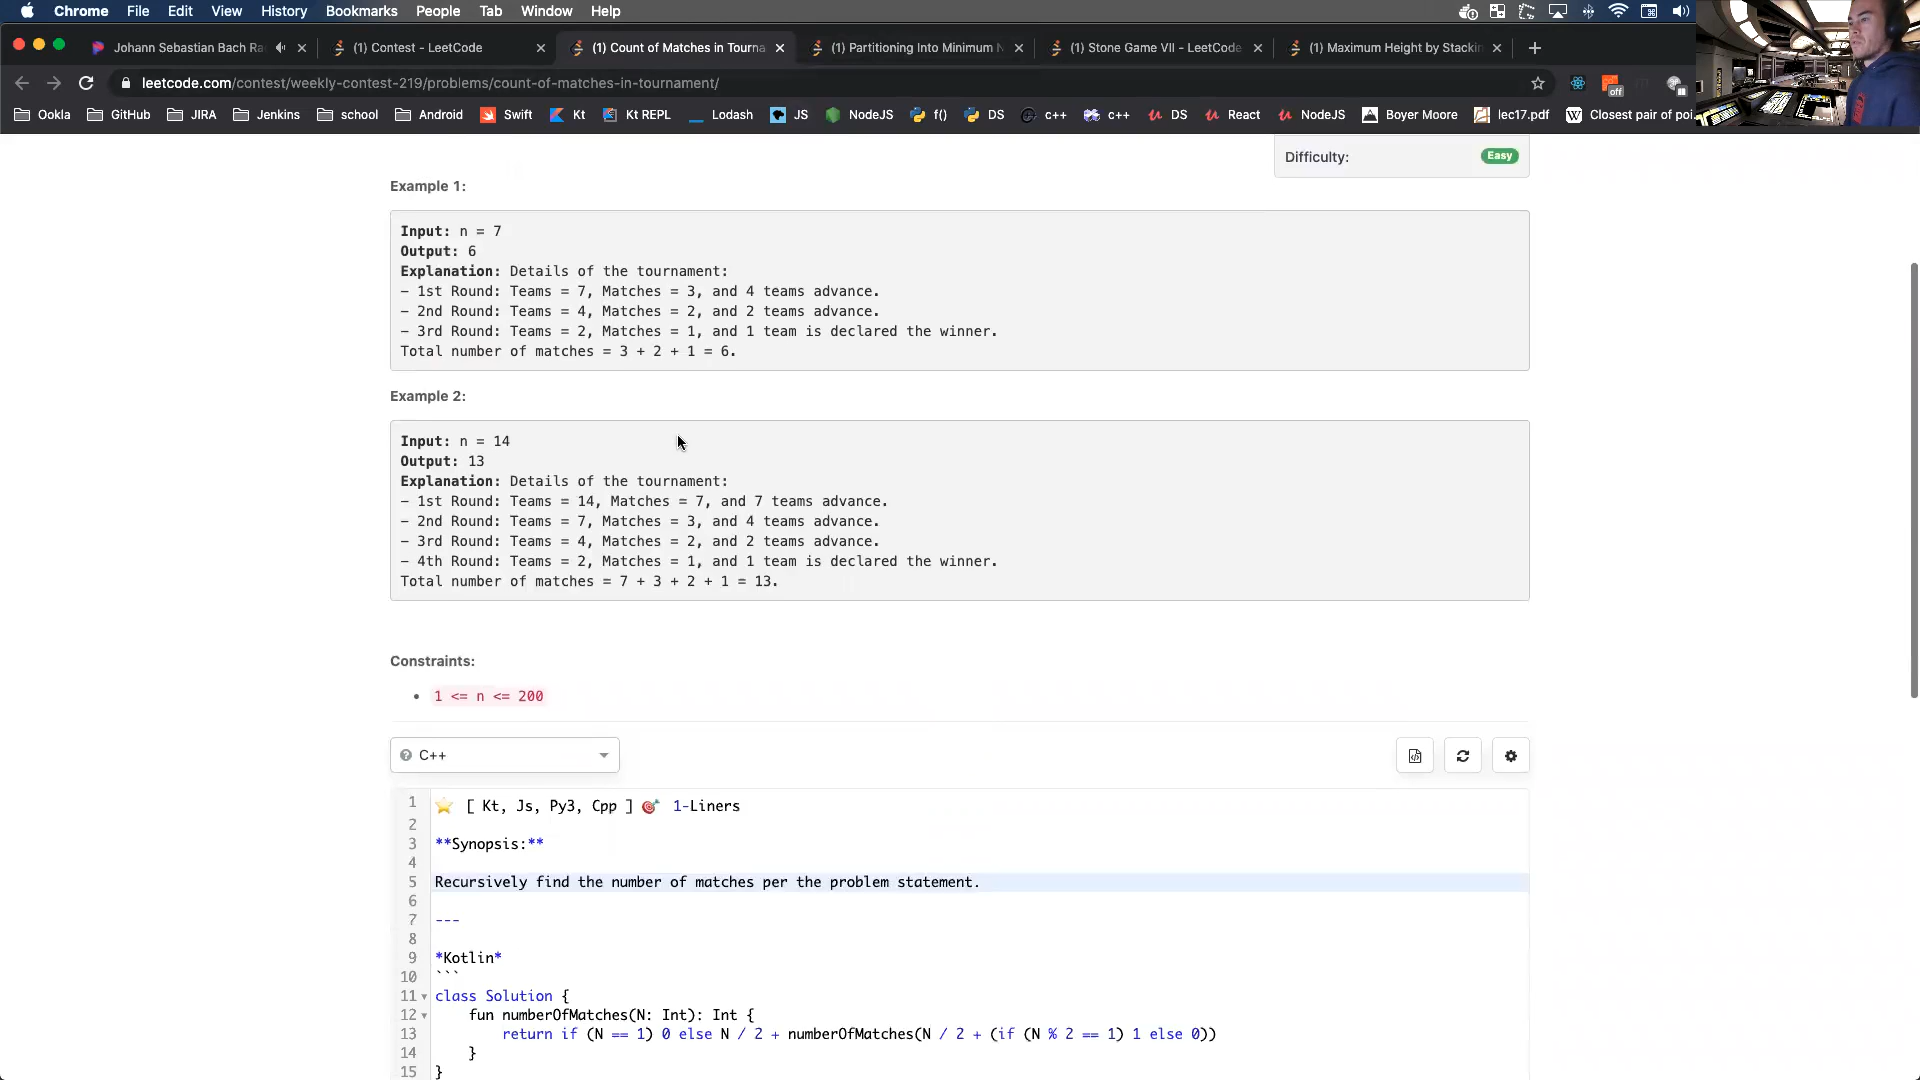 Chrome File Edit View History Bookmarks People Tab Window Help
Johann Sebastian Bach Ra
(1) Contest - LeetCode
(1) Count of Matches in Tourna
(1) Partitioning Into Minimum N
(1) Stone Game VII - LeetCode
(1) Maximum Height by Stackin
leetcode.com/contest/weekly-contest-219/problems/count-of-matches-in-tournament/
off
Ookla GitHub JIRA Jenkins school Android Swift Kt Kt REPL Lodash JS NodeJS f() DS c++ c++ DS React NodeJS Boyer Moore lec17.pdf Closest pair of poi
Difficulty: Easy
Example 1:
Input: n = 7
Output: 6
Explanation: Details of the tournament:
- 1st Round: Teams = 7, Matches = 3, and 4 teams advance.
- 2nd Round: Teams = 4, Matches = 2, and 2 teams advance.
- 3rd Round: Teams = 2, Matches = 1, and 1 team is declared the winner.
Total number of matches = 3 + 2 + 1 = 6.
Example 2:
Input: n = 14
Output: 13
Explanation: Details of the tournament:
- 1st Round: Teams = 14, Matches = 7, and 7 teams advance.
- 2nd Round: Teams = 7, Matches = 3, and 4 teams advance.
- 3rd Round: Teams = 4, Matches = 2, and 2 teams advance.
- 4th Round: Teams = 2, Matches = 1, and 1 team is declared the winner.
Total number of matches = 7 + 3 + 2 + 1 = 13.
Constraints:
• 1 <= n <= 200
C++
1 ⭐ [ Kt, Js, Py3, Cpp ] 🎯 1-Liners
2
3 **Synopsis:**
4
5 Recursively find the number of matches per the problem statement.
6
7 ---
8
9 *Kotlin*
10 ```
11 class Solution {
12 fun numberOfMatches(N: Int): Int {
13 return if (N == 1) 0 else N / 2 + numberOfMatches(N / 2 + (if (N % 2 == 1) 1 else 0))
14 }
15 }